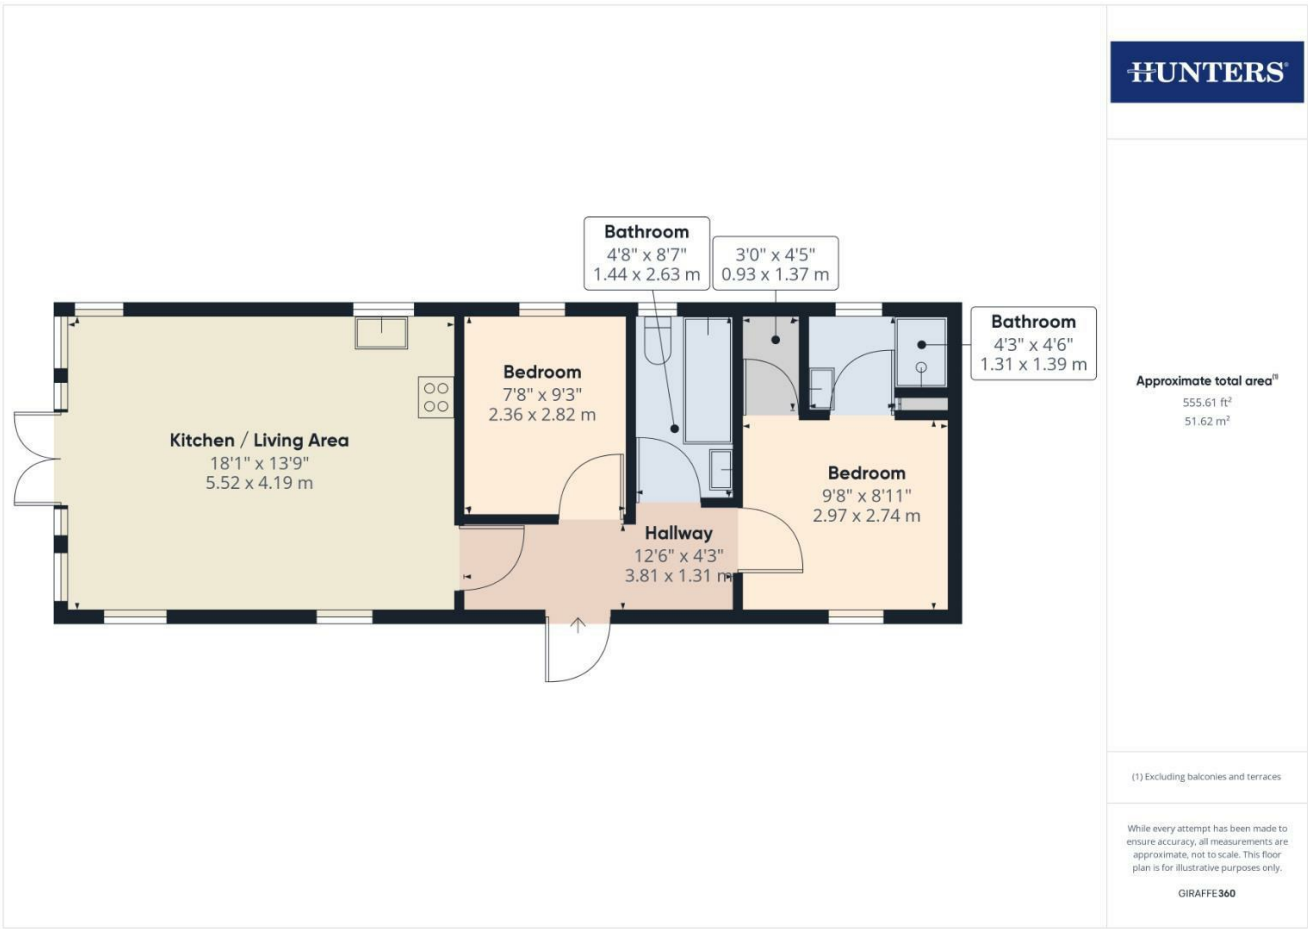 HUNTERS®
Bathroom
4'8" x 8'7"
1.44 x 2.63 m
3'0" x 4'5"
0.93 x 1.37 m
Bathroom
4'3" x 4'6"
1.31 x 1.39 m
Bedroom
7'8" x 9'3"
2.36 x 2.82 m
Kitchen / Living Area
18'1" x 13'9"
5.52 x 4.19 m
Bedroom
9'8" x 8'11"
2.97 x 2.74 m
Hallway
12'6" x 4'3"
3.81 x 1.31 m
Approximate total area(1)
555.61 ft²
51.62 m²
(1) Excluding balconies and terraces
While every attempt has been made to
ensure accuracy, all measurements are
approximate, not to scale. This floor
plan is for illustrative purposes only.
GIRAFFE360